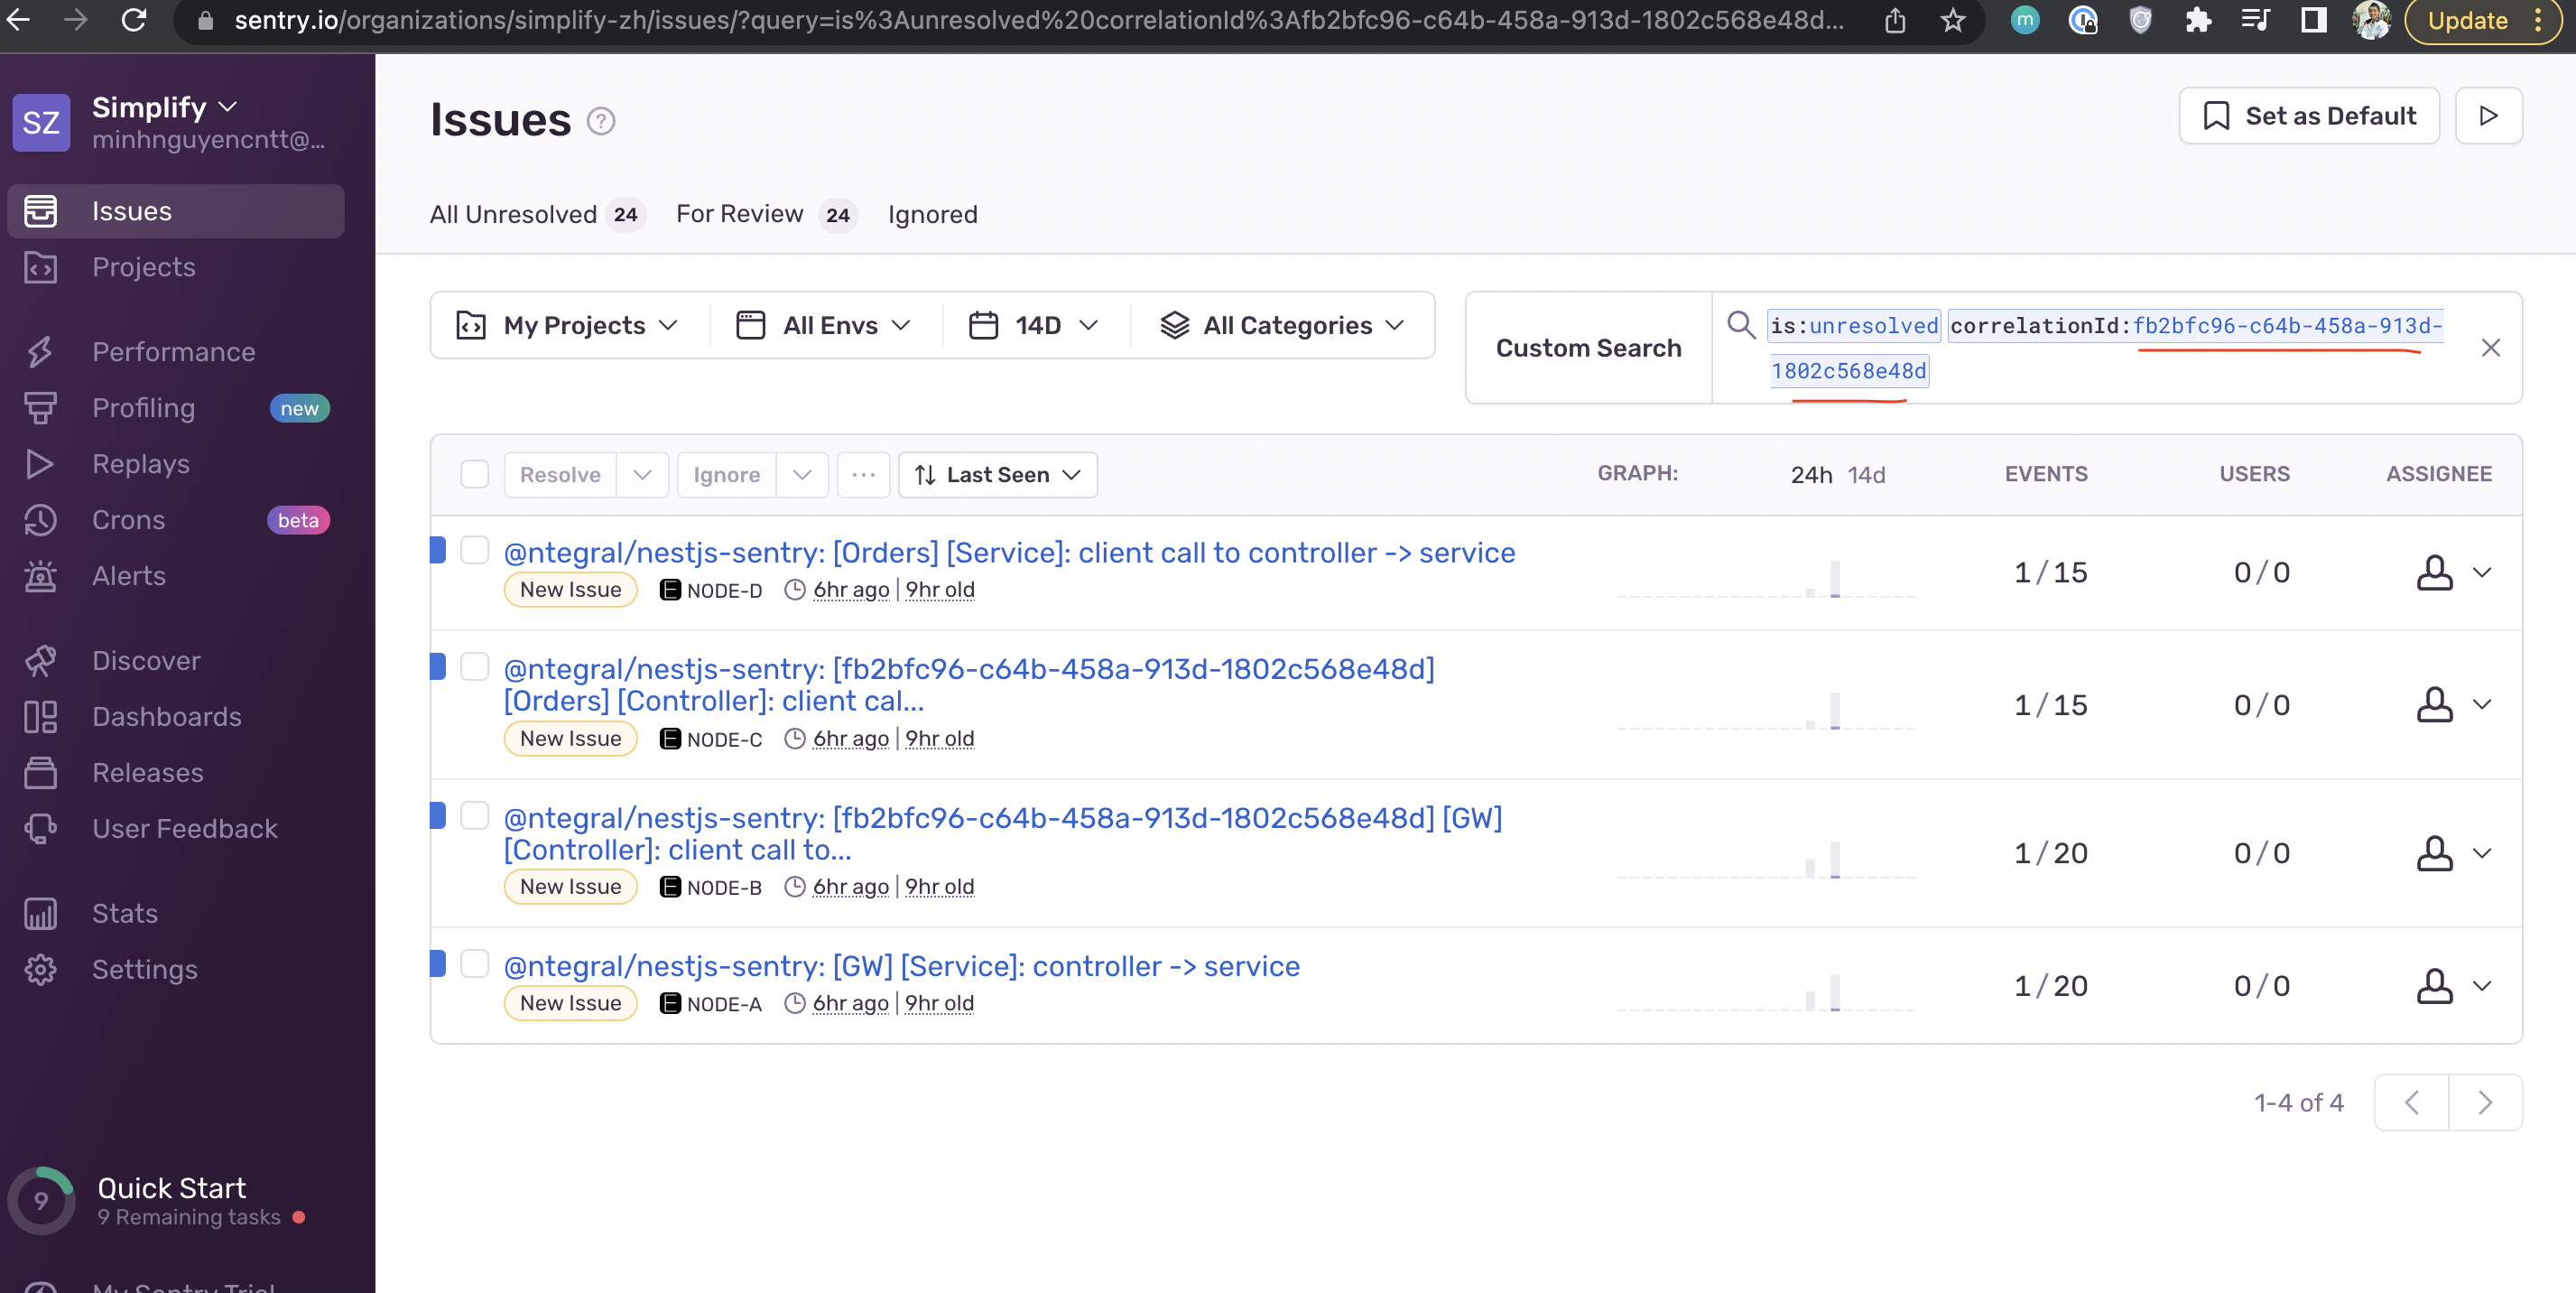 sentry.io/organizations/simplify-zh/issues/?query=is%3Aunresolved%20correlationId%3Afb2bfc96-c64b-458a-913d-1802c568e48d...
m
Update
SZ
Simplify
minhnguyencntt@...
Issues
Projects
Performance
Profiling new
Replays
Crons beta
Alerts
Discover
Dashboards
Releases
User Feedback
Stats
Settings
9
Quick Start
9 Remaining tasks
My Sentry Trial
Issues ?
Set as Default
All Unresolved 24 For Review 24 Ignored
My Projects All Envs 14D All Categories
Custom Search
is:unresolved correlationId:fb2bfc96-c64b-458a-913d-
1802c568e48d
Resolve Ignore ... Last Seen GRAPH: 24h 14d EVENTS USERS ASSIGNEE
@ntegral/nestjs-sentry: [Orders] [Service]: client call to controller -> service
New Issue NODE-D 6hr ago | 9hr old
1/15 0/0
@ntegral/nestjs-sentry: [fb2bfc96-c64b-458a-913d-1802c568e48d]
[Orders] [Controller]: client cal...
New Issue NODE-C 6hr ago | 9hr old
1/15 0/0
@ntegral/nestjs-sentry: [fb2bfc96-c64b-458a-913d-1802c568e48d] [GW]
[Controller]: client call to...
New Issue NODE-B 6hr ago | 9hr old
1/20 0/0
@ntegral/nestjs-sentry: [GW] [Service]: controller -> service
New Issue NODE-A 6hr ago | 9hr old
1/20 0/0
1-4 of 4